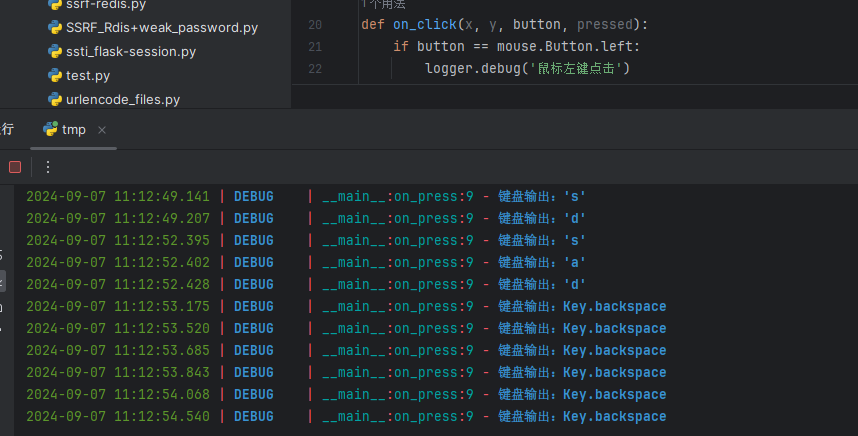 ssrf-redis.py
SSRF_Rdis+weak_password.py
ssti_flask-session.py
test.py
urlencode_files.py
1个用法
20 def on_click(x, y, button, pressed):
21 if button == mouse.Button.left:
22 logger.debug('鼠标左键点击')
行
tmp ×
2024-09-07 11:12:49.141 | DEBUG | __main__:on_press:9 - 键盘输出：'s'
2024-09-07 11:12:49.207 | DEBUG | __main__:on_press:9 - 键盘输出：'d'
2024-09-07 11:12:52.395 | DEBUG | __main__:on_press:9 - 键盘输出：'s'
2024-09-07 11:12:52.402 | DEBUG | __main__:on_press:9 - 键盘输出：'a'
2024-09-07 11:12:52.428 | DEBUG | __main__:on_press:9 - 键盘输出：'d'
2024-09-07 11:12:53.175 | DEBUG | __main__:on_press:9 - 键盘输出：Key.backspace
2024-09-07 11:12:53.520 | DEBUG | __main__:on_press:9 - 键盘输出：Key.backspace
2024-09-07 11:12:53.685 | DEBUG | __main__:on_press:9 - 键盘输出：Key.backspace
2024-09-07 11:12:53.843 | DEBUG | __main__:on_press:9 - 键盘输出：Key.backspace
2024-09-07 11:12:54.068 | DEBUG | __main__:on_press:9 - 键盘输出：Key.backspace
2024-09-07 11:12:54.540 | DEBUG | __main__:on_press:9 - 键盘输出：Key.backspace